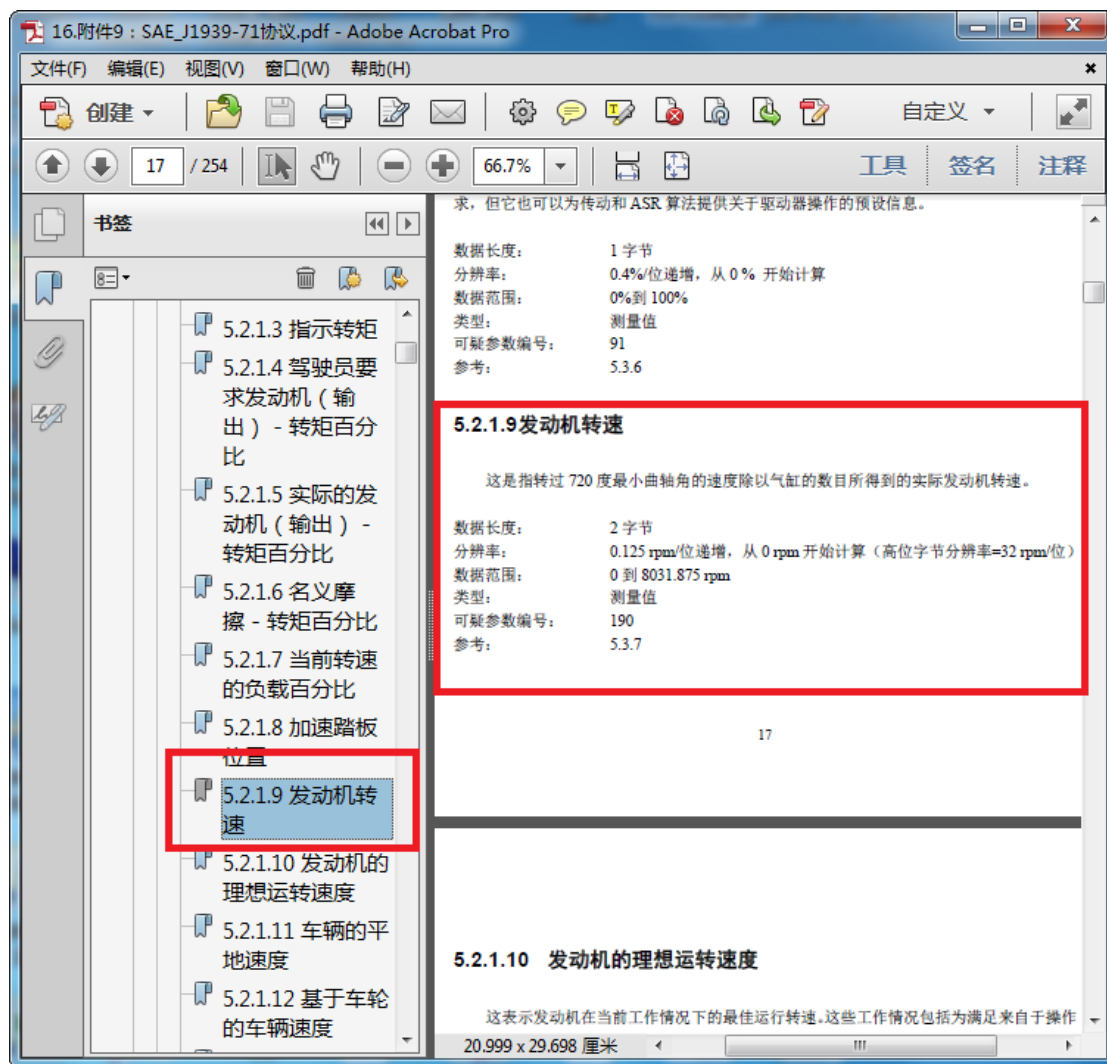 16.附件9：SAE_J1939-71协议.pdf - Adobe Acrobat Pro
文件(F) 编辑(E) 视图(V) 窗口(W) 帮助(H)
创建 自定义
17 / 254 66.7% 工具 签名 注释
书签
5.2.1.3 指示转矩
5.2.1.4 驾驶员要
求发动机（输
出） - 转矩百分
比
5.2.1.5 实际的发
动机（输出） -
转矩百分比
5.2.1.6 名义摩
擦 - 转矩百分比
5.2.1.7 当前转速
的负载百分比
5.2.1.8 加速踏板
位置
5.2.1.9 发动机转
速
5.2.1.10 发动机的
理想运转速度
5.2.1.11 车辆的平
地速度
5.2.1.12 基于车轮
的车辆速度
求，但它也可以为传动和 ASR 算法提供关于驱动器操作的预设信息。
数据长度： 1 字节
分辨率： 0.4%/位递增，从 0 % 开始计算
数据范围： 0%到 100%
类型： 测量值
可疑参数编号： 91
参考： 5.3.6
5.2.1.9发动机转速
这是指转过 720 度最小曲轴角的速度除以气缸的数目所得到的实际发动机转速。
数据长度： 2 字节
分辨率： 0.125 rpm/位递增，从 0 rpm 开始计算（高位字节分辨率=32 rpm/位）
数据范围： 0 到 8031.875 rpm
类型： 测量值
可疑参数编号： 190
参考： 5.3.7
17
5.2.1.10 发动机的理想运转速度
这表示发动机在当前工作情况下的最佳运行转速。这些工作情况包括为满足来自于操作
20.999 x 29.698 厘米